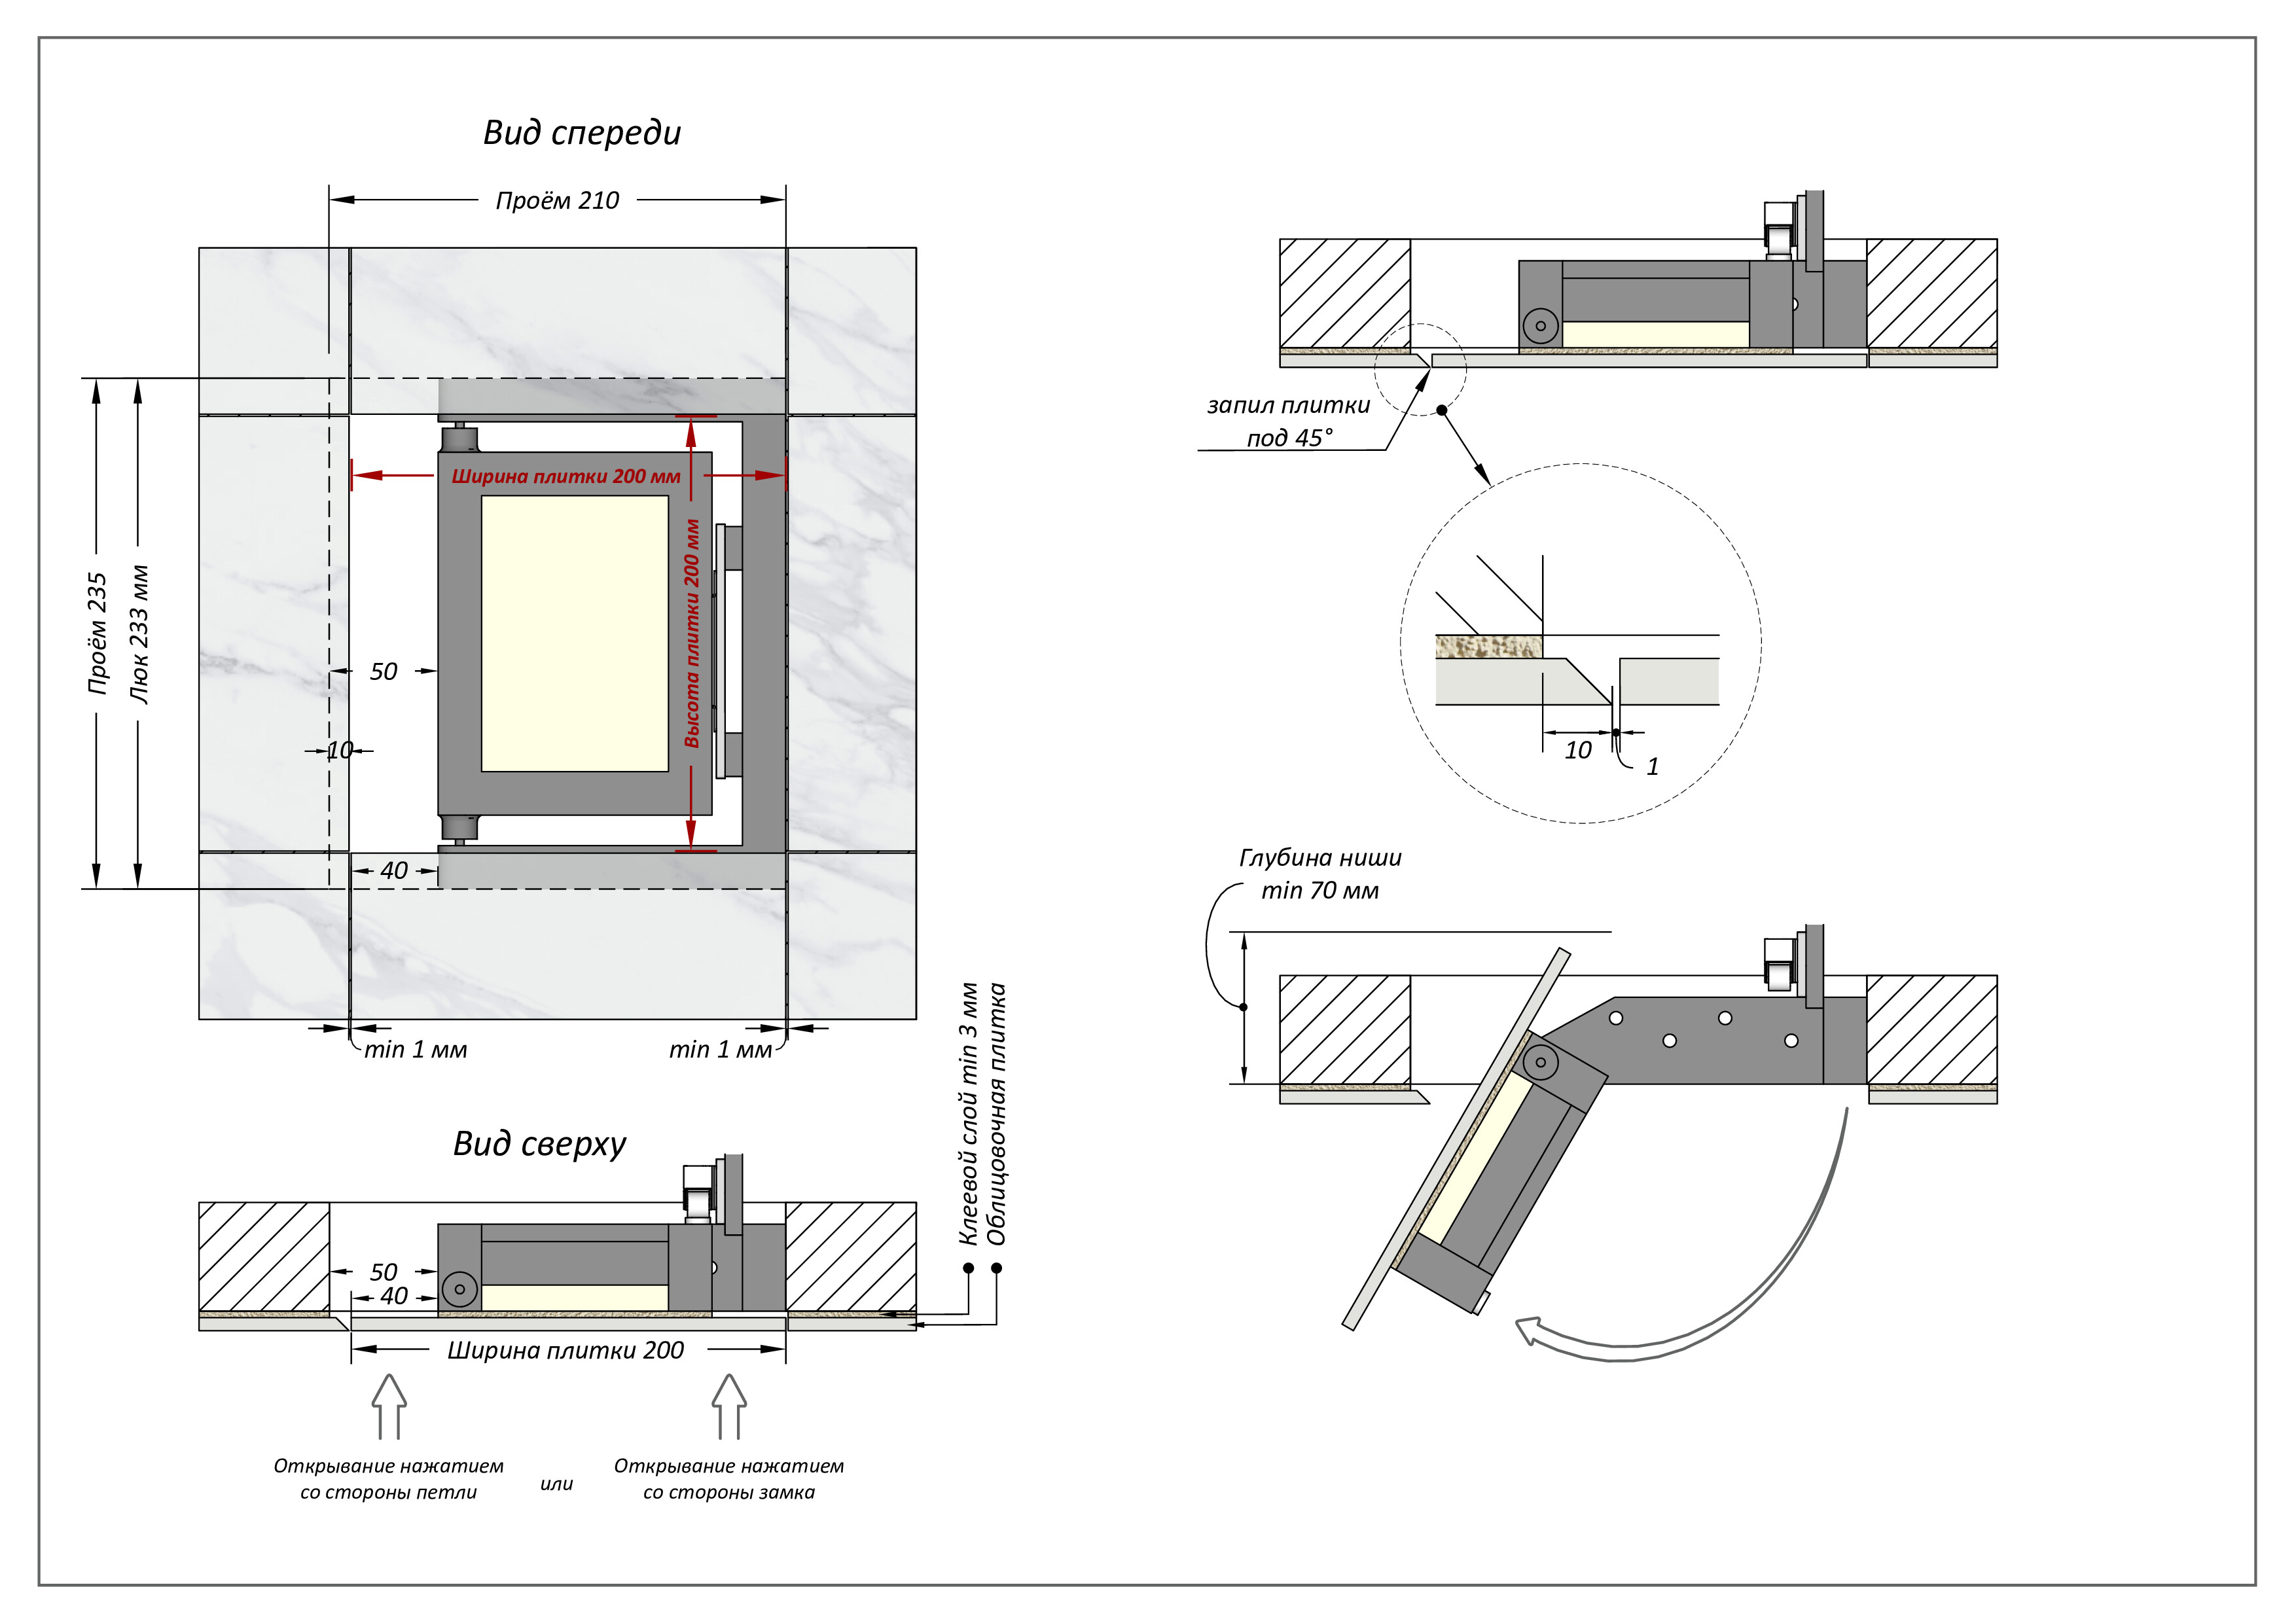 Вид спереди
Проём 210
Проём 235
Люк 233 мм
Ширина плитки 200 мм
Высота плитки 200 мм
50
10
40
min 1 мм
min 1 мм
Вид сверху
Клеевой слой min 3 мм
Облицовочная плитка
50
40
Ширина плитки 200
Открывание нажатием
со стороны петли
или
Открывание нажатием
со стороны замка
запил плитки
под 45°
10
1
Глубина ниши
min 70 мм